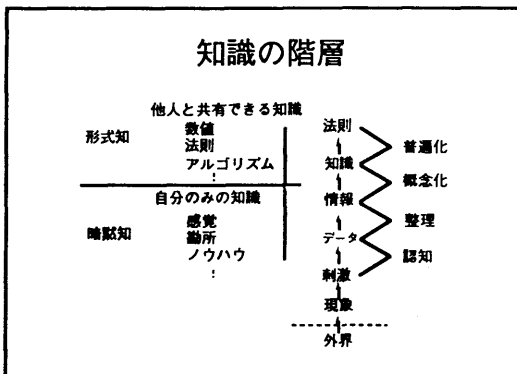 知識の階層
他人と共有できる知識
形式知
数値
法則
アルゴリズム
:
自分のみの知識
暗黙知
感覚
勘所
ノウハウ
:
法則
知識
情報
データ
刺激
現象
外界
普遍化
概念化
整理
認知